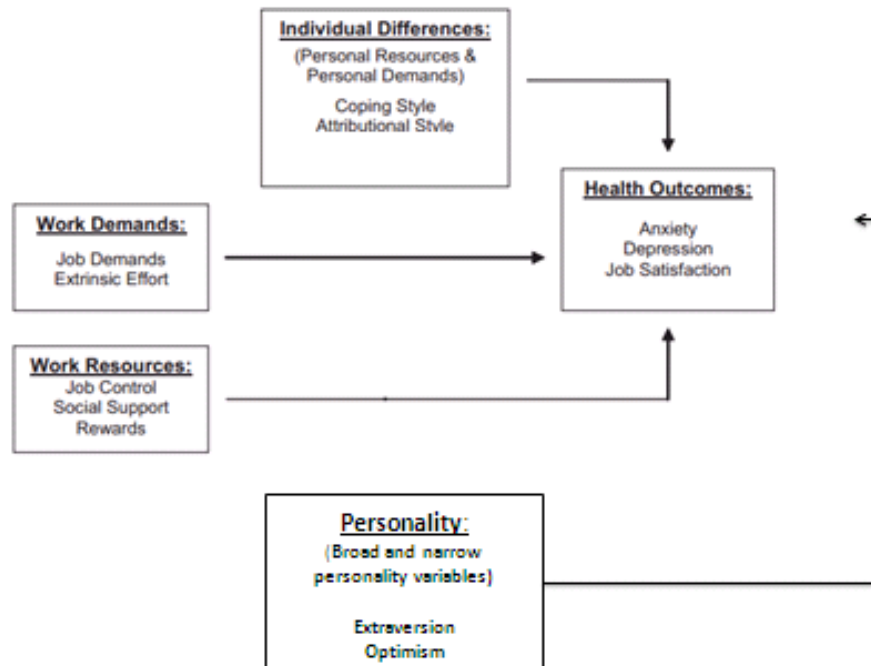 Individual Differences:
(Personal Resources &
Personal Demands)
Coping Style
Attributional Style
Health Outcomes:
Anxiety
Depression
Job Satisfaction
Work Demands:
Job Demands
Extrinsic Effort
Work Resources:
Job Control
Social Support
Rewards
Personality:
(Broad and narrow
personality variables)
Extraversion
Optimism